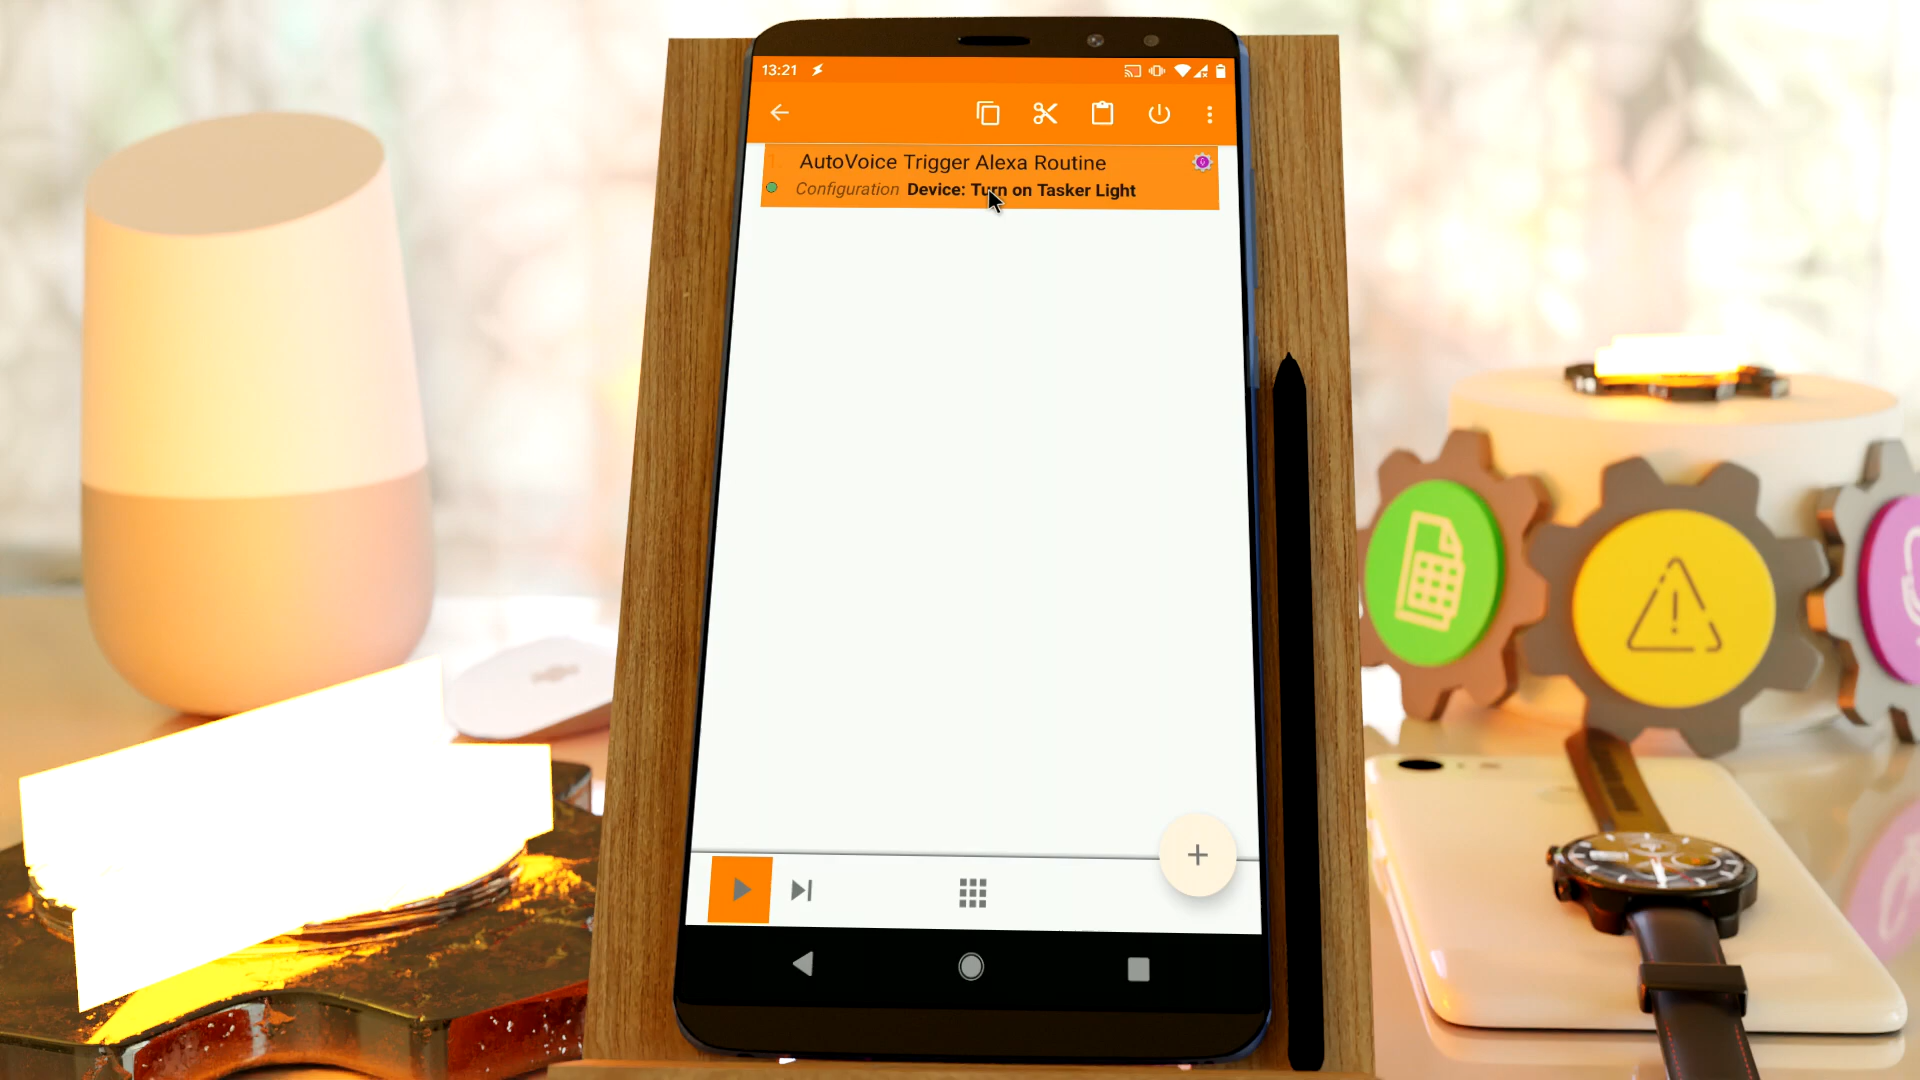 13:21
AutoVoice Trigger Alexa Routine
Configuration Device: Turn on Tasker Light